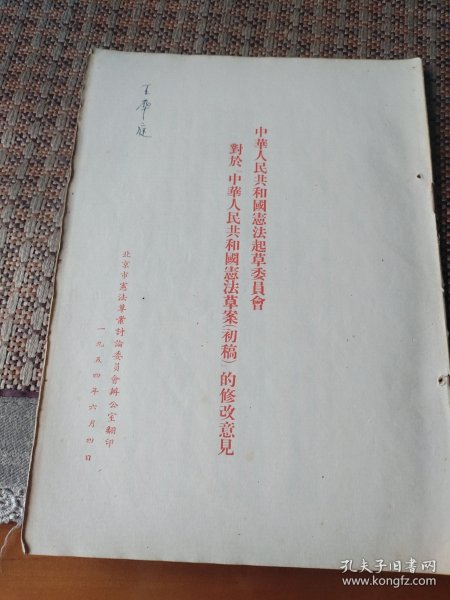 中華人民共和國憲法起草委員會
對於「中華人民共和國憲法草案(初稿)」的修改意見
北京市憲法草案討論委員會辦公室翻印
一九五四年六月四日
孔夫子旧书网
www.kongfz.com